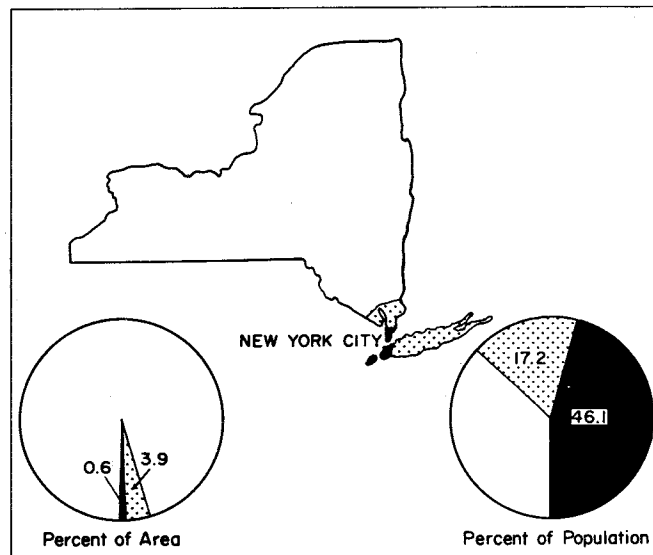 NEW YORK CITY
17.2
46.1
0.6
3.9
Percent of Area
Percent of Population